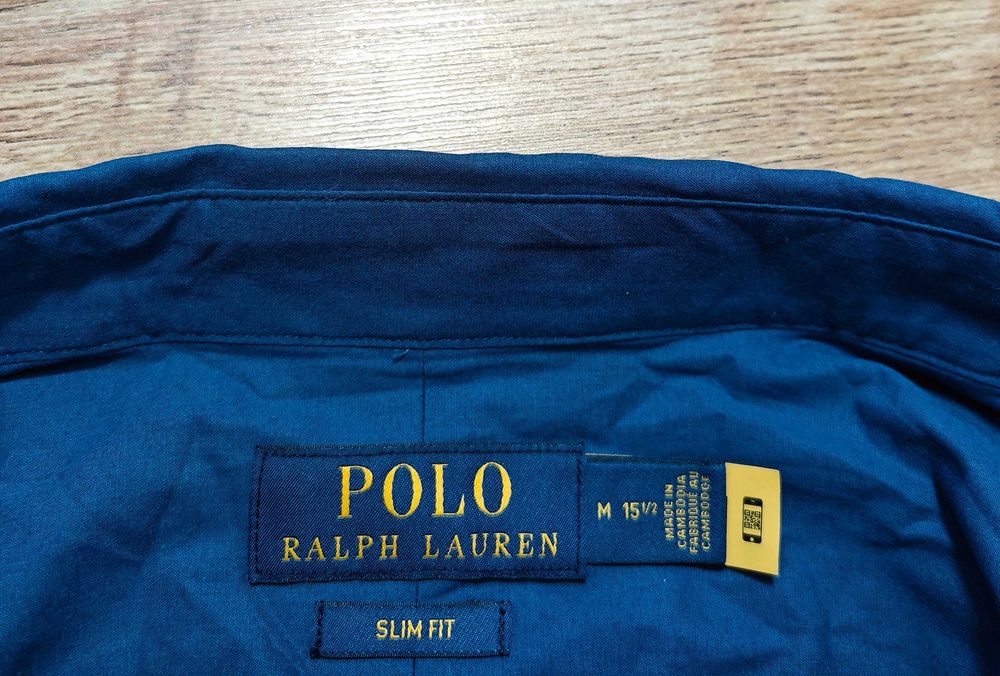 POLO
RALPH LAUREN
M 15 1/2
MADE IN
CAMBODIA
FABRIQUÉ AU
CAMBODGE
SLIM FIT